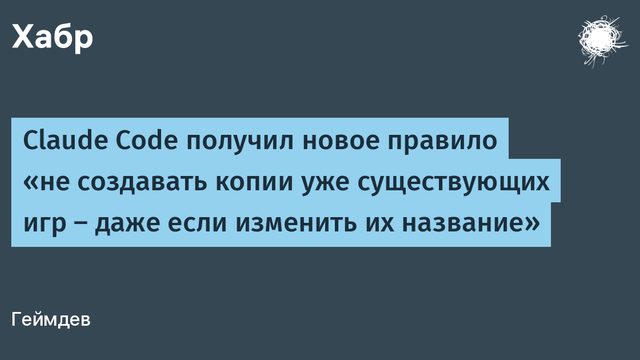 Хабр
Claude Code получил новое правило
«не создавать копии уже существующих
игр – даже если изменить их название»
Геймдев